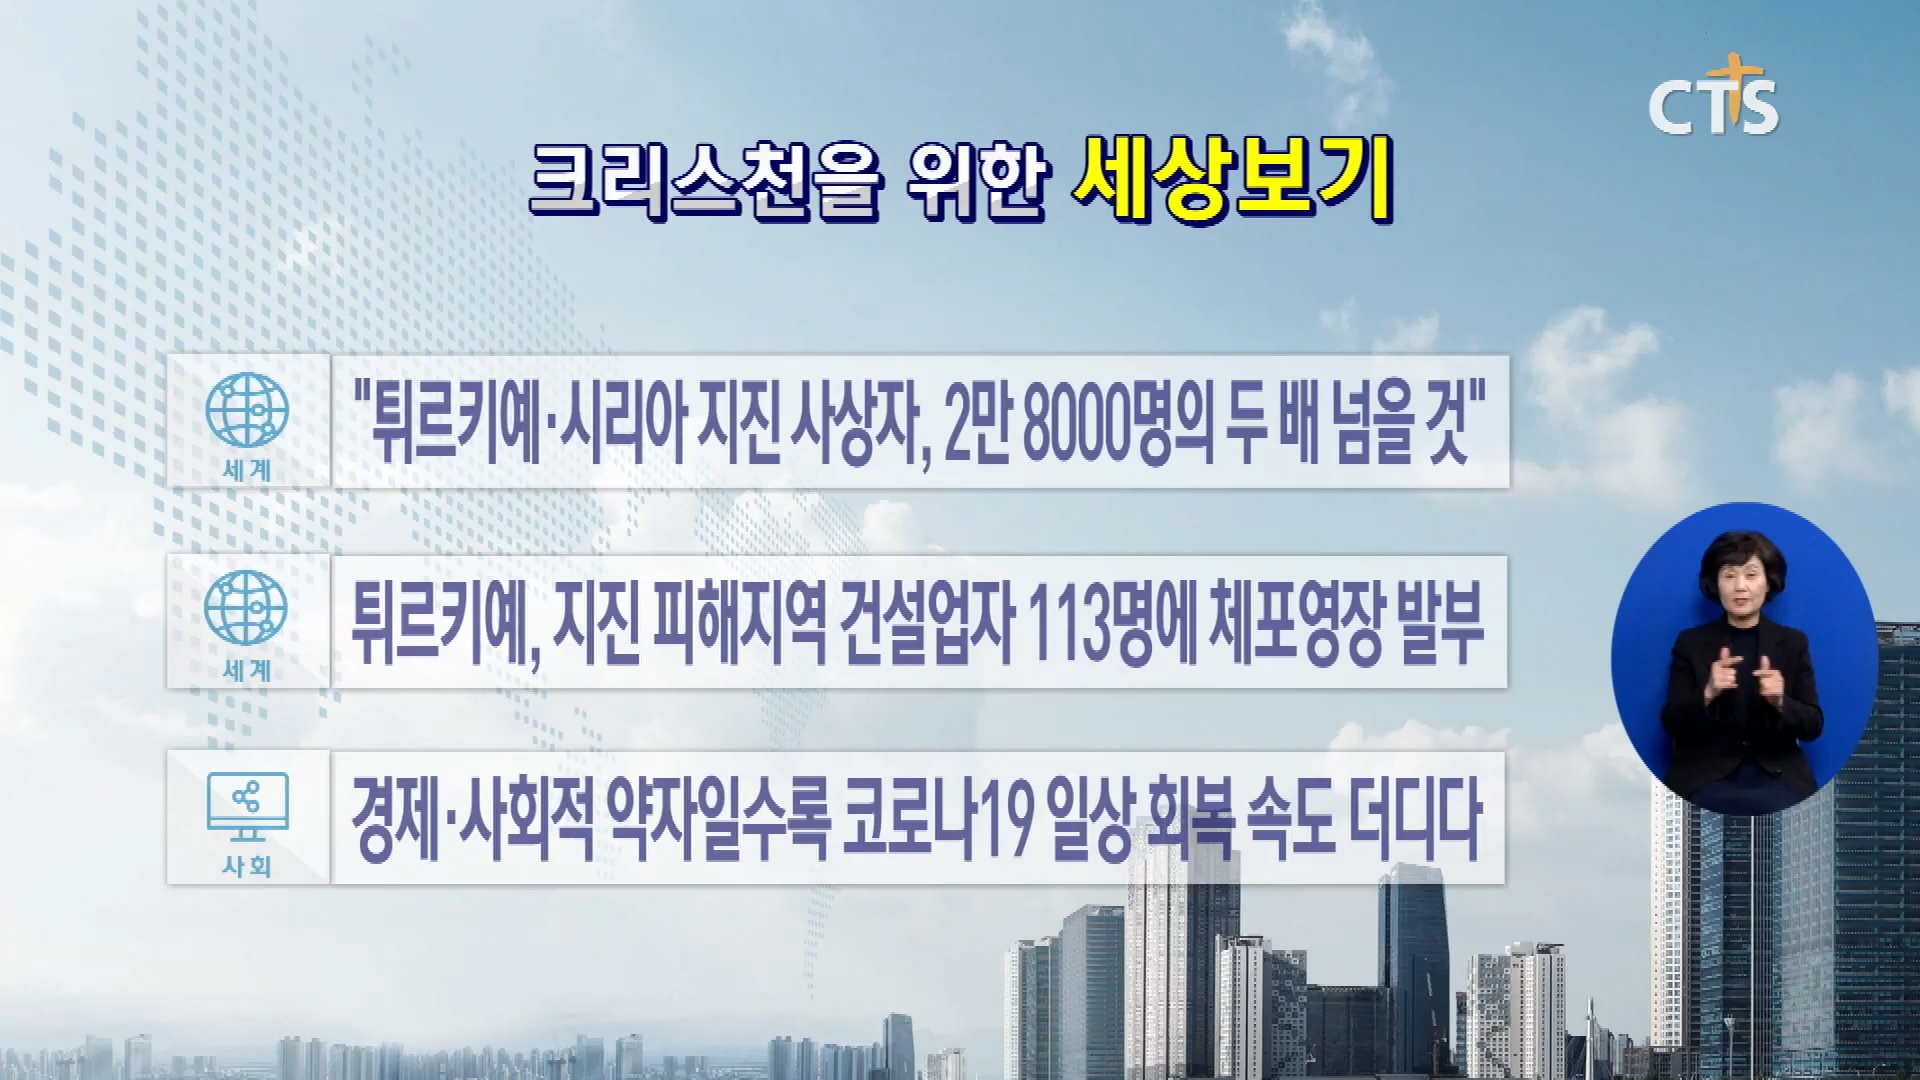 CTS
크리스천을 위한 세상보기
세계
"튀르키예·시리아 지진 사상자, 2만 8000명의 두 배 넘을 것"
세계
튀르키예, 지진 피해지역 건설업자 113명에 체포영장 발부
사회
경제·사회적 약자일수록 코로나19 일상 회복 속도 더디다